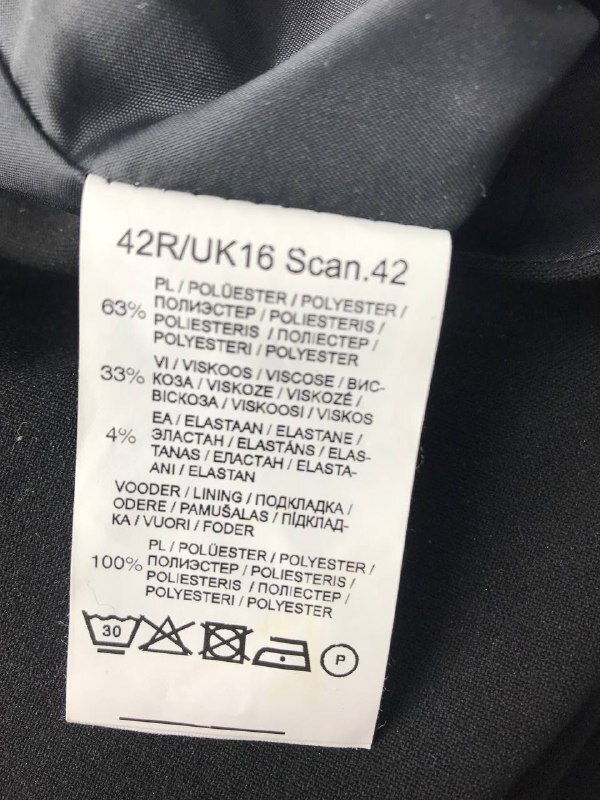 42R/UK16 Scan.42
63% PL / POLÜESTER / POLYESTER /
ПОЛИЭСТЕР / POLIESTERIS /
POLIESTERIS / ПОЛІЕСТЕР /
POLYESTERI / POLYESTER
33% VI / VISKOOS / VISCOSE / ВИС-
КОЗА / VISKOZE / VISKOZĖ /
ВІСКОЗА / VISKOOSI / VISKOS
4% EA / ELASTAAN / ELASTANE /
ЭЛАСТАН / ELASTĀNS / ELAS-
TANAS / ЕЛАСТАН / ELASTA-
ANI / ELASTAN
VOODER / LINING / ПОДКЛАДКА /
ODERE / PAMUŠALAS / ПІДКЛАД-
КА / VUORI / FODER
100% PL / POLÜESTER / POLYESTER /
ПОЛИЭСТЕР / POLIESTERIS /
POLIESTERIS / ПОЛІЕСТЕР /
POLYESTERI / POLYESTER
30 P